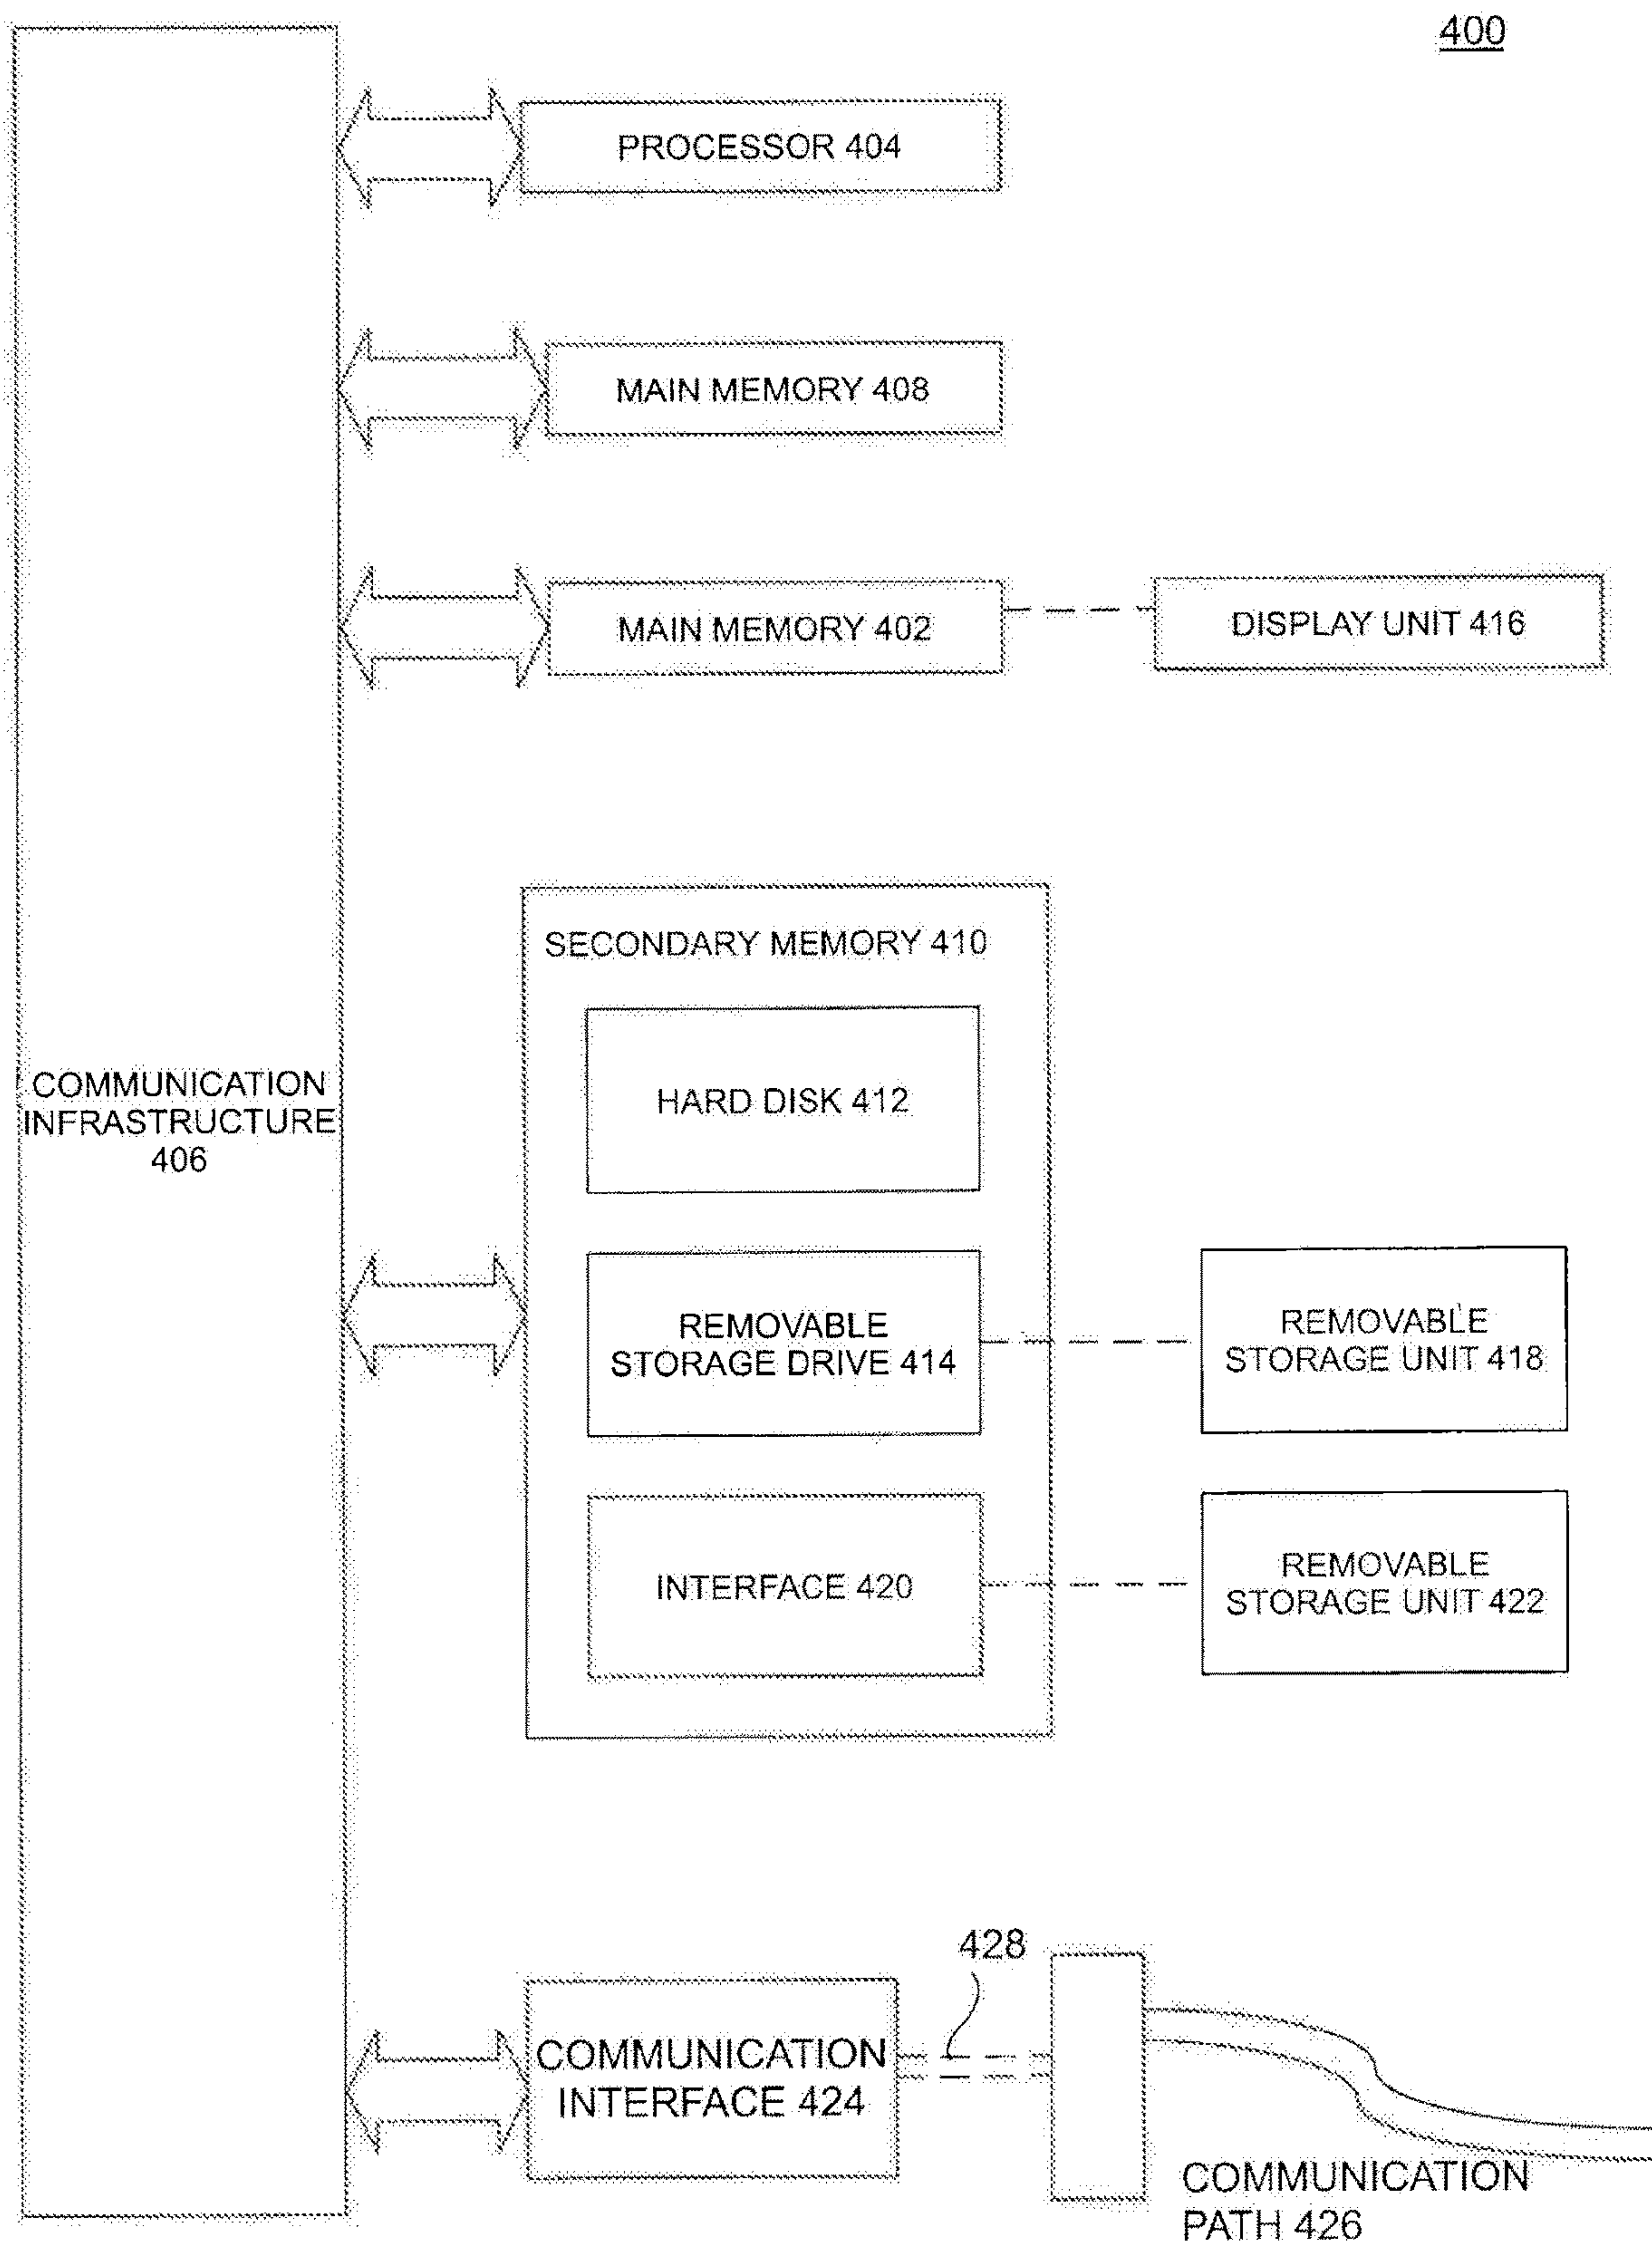 400
PROCESSOR 404
MAIN MEMORY 408
MAIN MEMORY 402
DISPLAY UNIT 416
SECONDARY MEMORY 410
HARD DISK 412
COMMUNICATION
INFRASTRUCTURE
406
REMOVABLE
STORAGE DRIVE 414
REMOVABLE
STORAGE UNIT 418
INTERFACE 420
REMOVABLE
STORAGE UNIT 422
428
COMMUNICATION
INTERFACE 424
COMMUNICATION
PATH 426